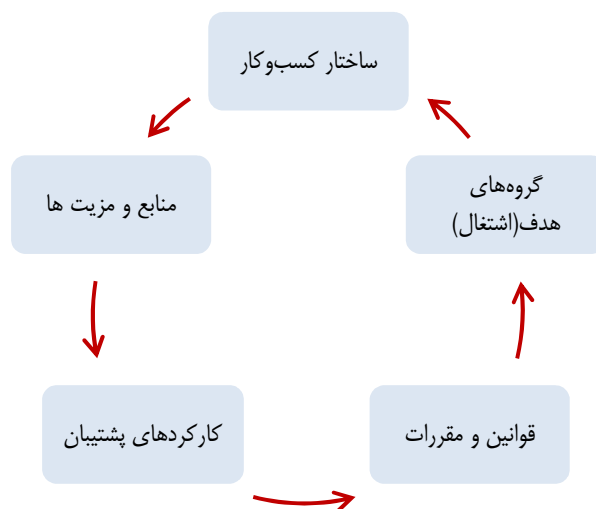 ساختار کسب‌وکار
گروه‌های
هدف(اشتغال)
منابع و مزیت ها
قوانین و مقررات
کارکردهای پشتیبان